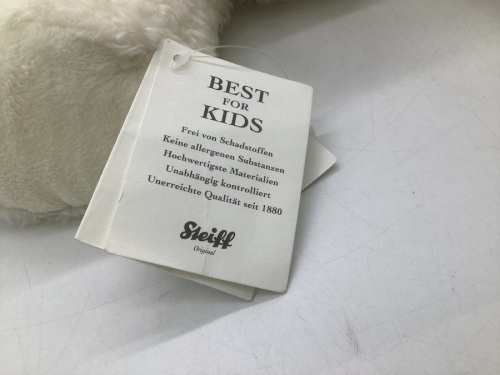 BEST
FOR
KIDS
Frei von Schadstoffen
Keine allergenen Substanzen
Hochwertigste Materialien
Unabhängig kontrolliert
Unerreichte Qualität seit 1880
Steiff
Original